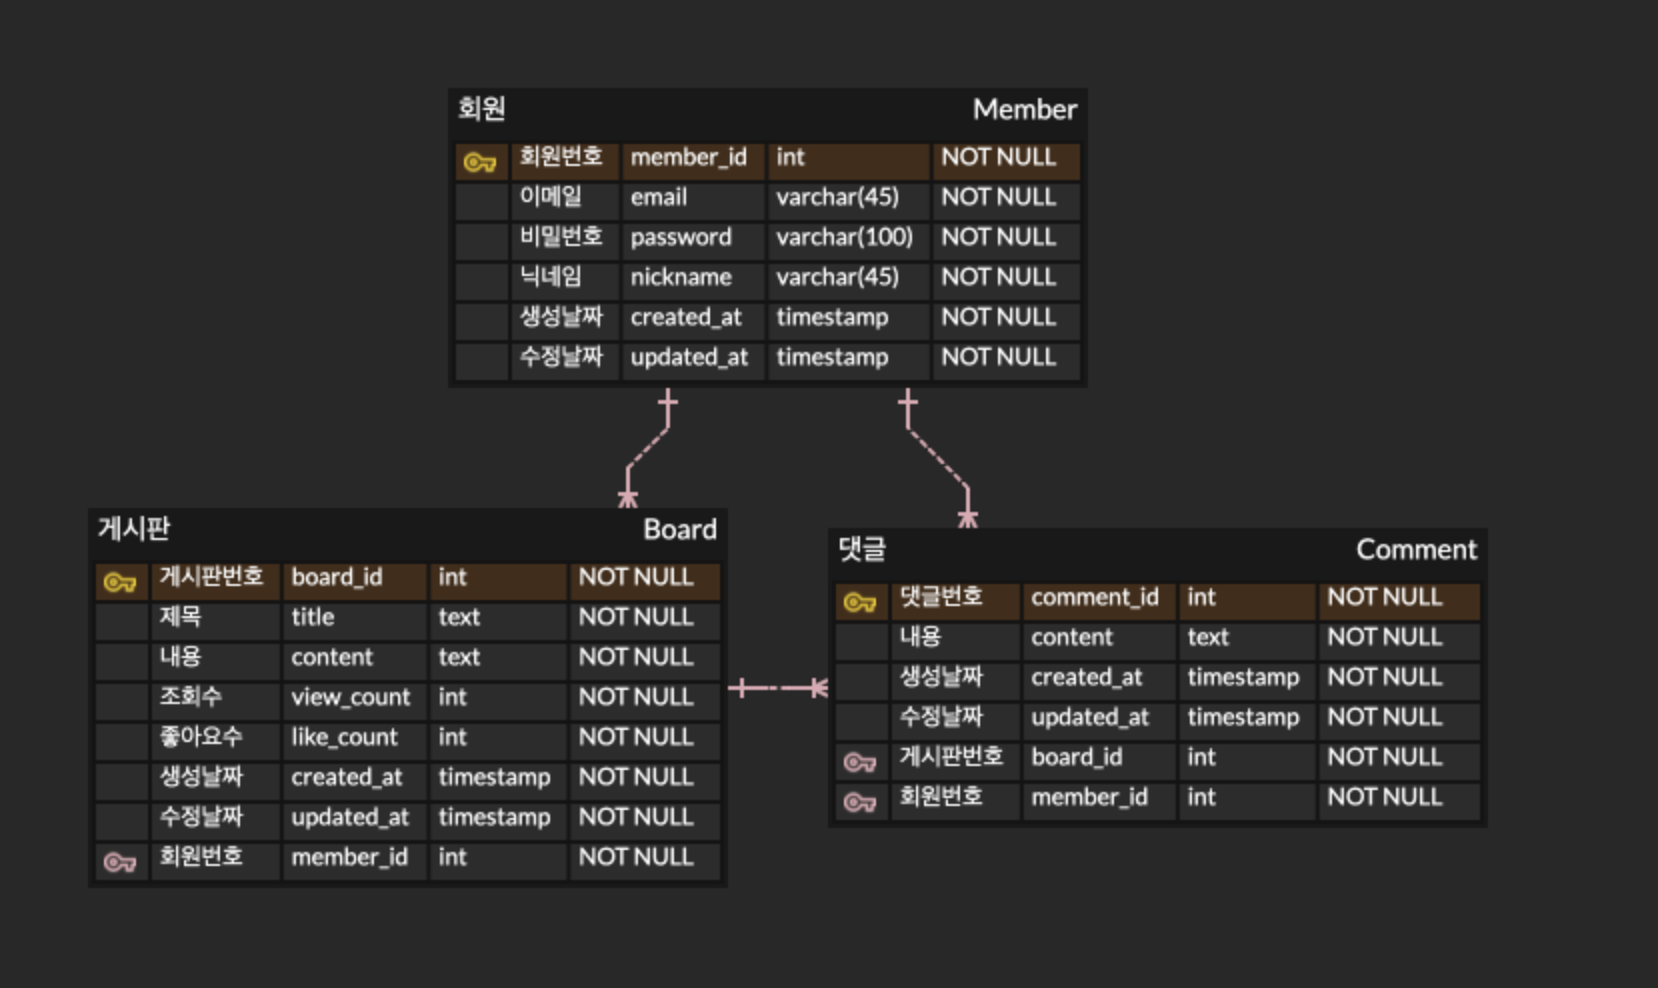 회원 Member
회원번호 member_id int NOT NULL
이메일 email varchar(45) NOT NULL
비밀번호 password varchar(100) NOT NULL
닉네임 nickname varchar(45) NOT NULL
생성날짜 created_at timestamp NOT NULL
수정날짜 updated_at timestamp NOT NULL
게시판 Board
게시판번호 board_id int NOT NULL
제목 title text NOT NULL
내용 content text NOT NULL
조회수 view_count int NOT NULL
좋아요수 like_count int NOT NULL
생성날짜 created_at timestamp NOT NULL
수정날짜 updated_at timestamp NOT NULL
회원번호 member_id int NOT NULL
댓글 Comment
댓글번호 comment_id int NOT NULL
내용 content text NOT NULL
생성날짜 created_at timestamp NOT NULL
수정날짜 updated_at timestamp NOT NULL
게시판번호 board_id int NOT NULL
회원번호 member_id int NOT NULL